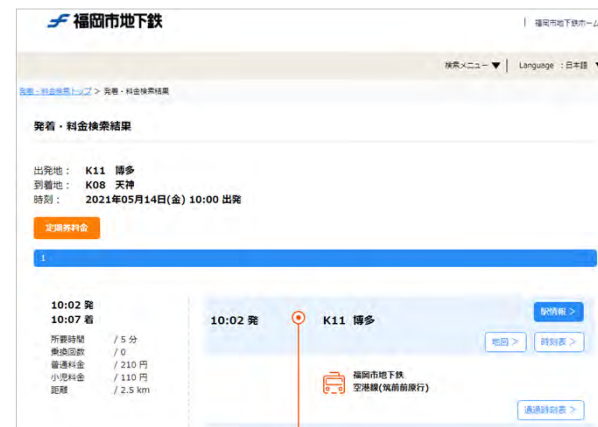 福岡市地下鉄
福岡市地下鉄ホーム
検索メニュー ▼ | Language ：日本語
発着・料金検索トップ > 発着・料金検索結果
発着・料金検索結果
出発地： K11 博多
到着地： K08 天神
時刻： 2021年05月14日(金) 10:00 出発
定期券料金
1
10:02 発
10:07 着
所要時間 / 5 分
乗換回数 / 0
普通料金 / 210 円
小児料金 / 110 円
距離 / 2.5 km
10:02 発 K11 博多
駅情報 >
地図 > 時刻表 >
福岡市地下鉄
空港線(筑前前原行)
通過時刻表 >